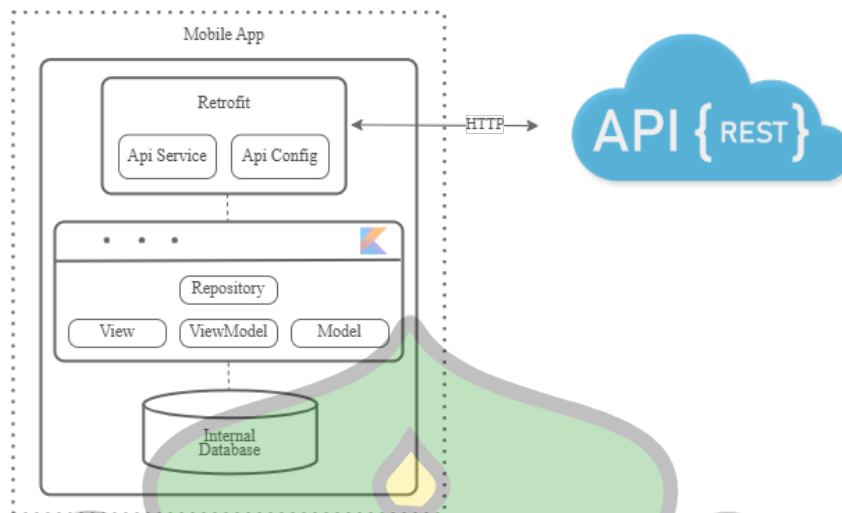 Mobile App
Retrofit
Api Service
Api Config
HTTP
API { REST }
Repository
View
ViewModel
Model
Internal
Database